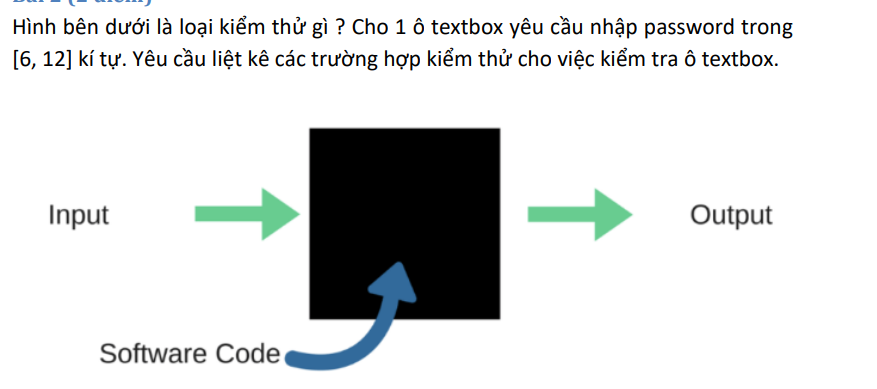 Hình bên dưới là loại kiểm thử gì ? Cho 1 ô textbox yêu cầu nhập password trong
[6, 12] kí tự. Yêu cầu liệt kê các trường hợp kiểm thử cho việc kiểm tra ô textbox.
Input
Output
Software Code